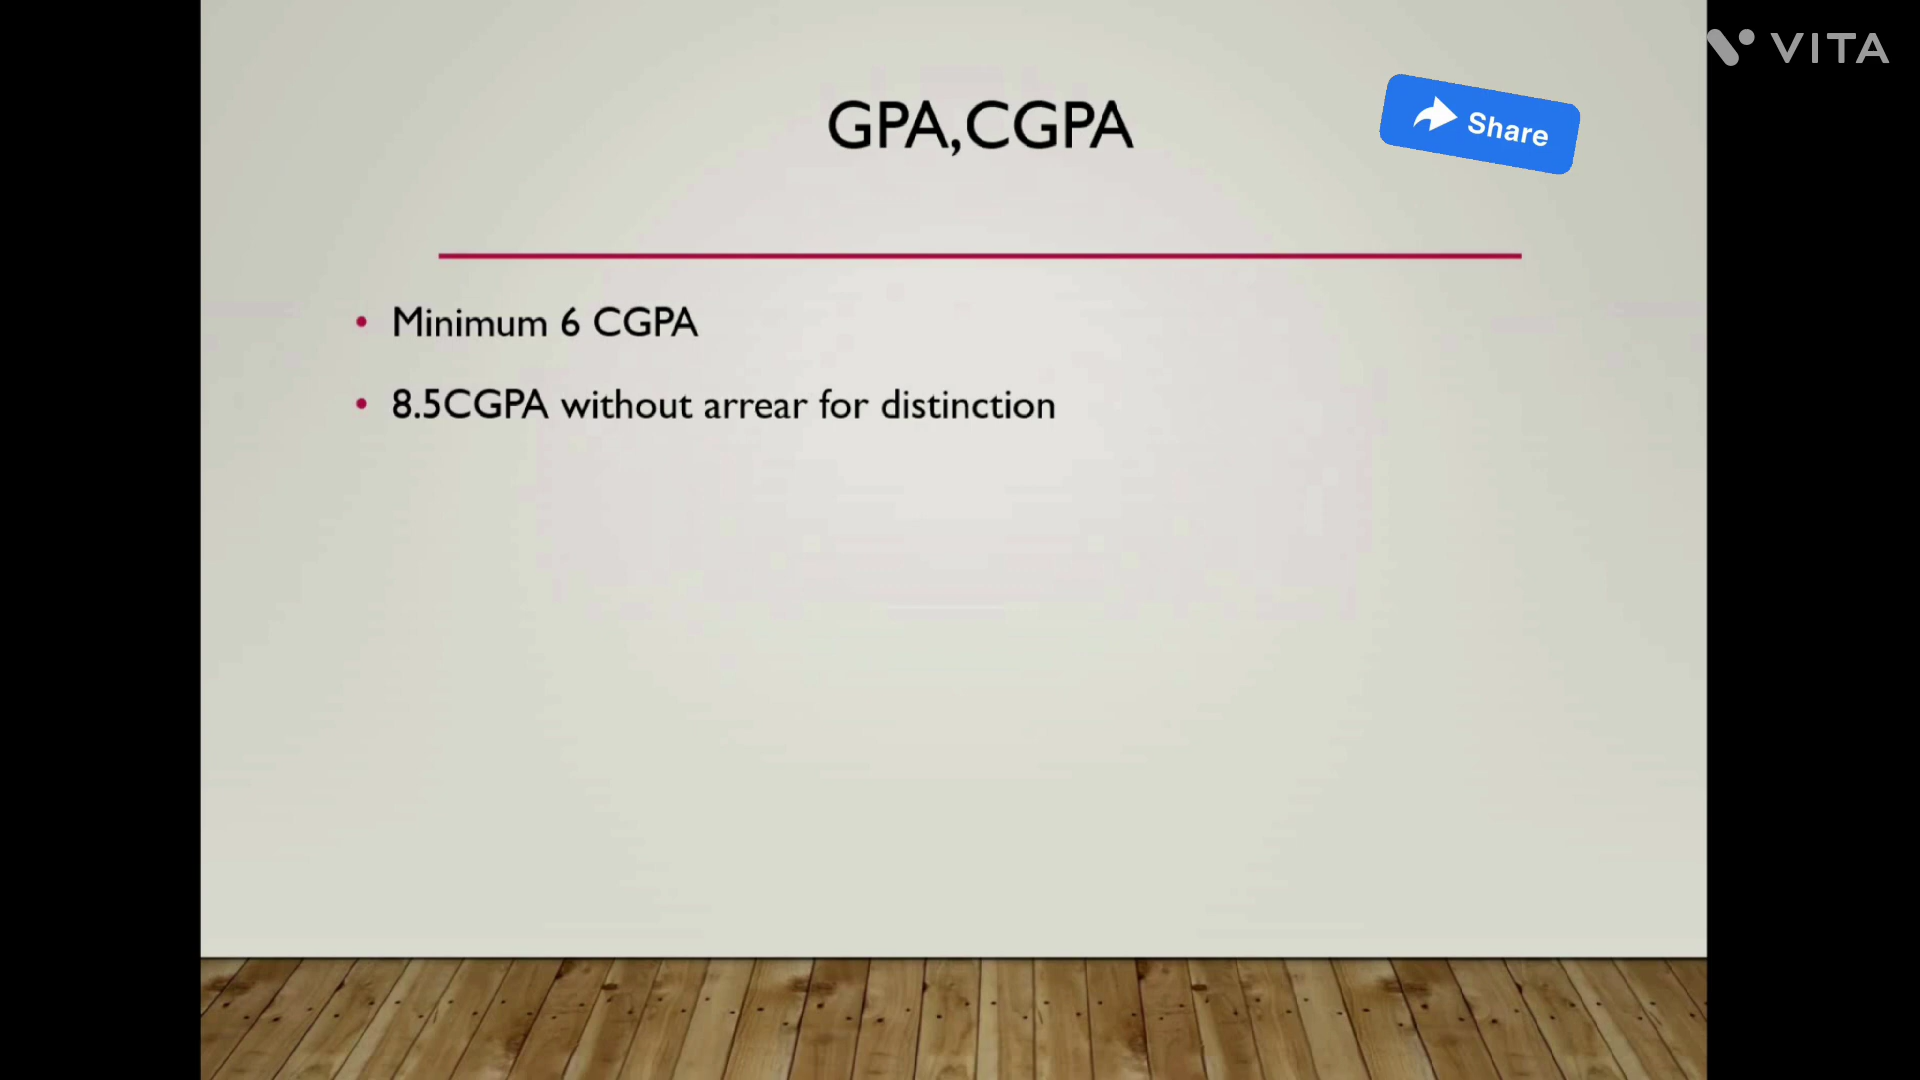 VITA
GPA,CGPA
Share
• Minimum 6 CGPA
• 8.5CGPA without arrear for distinction